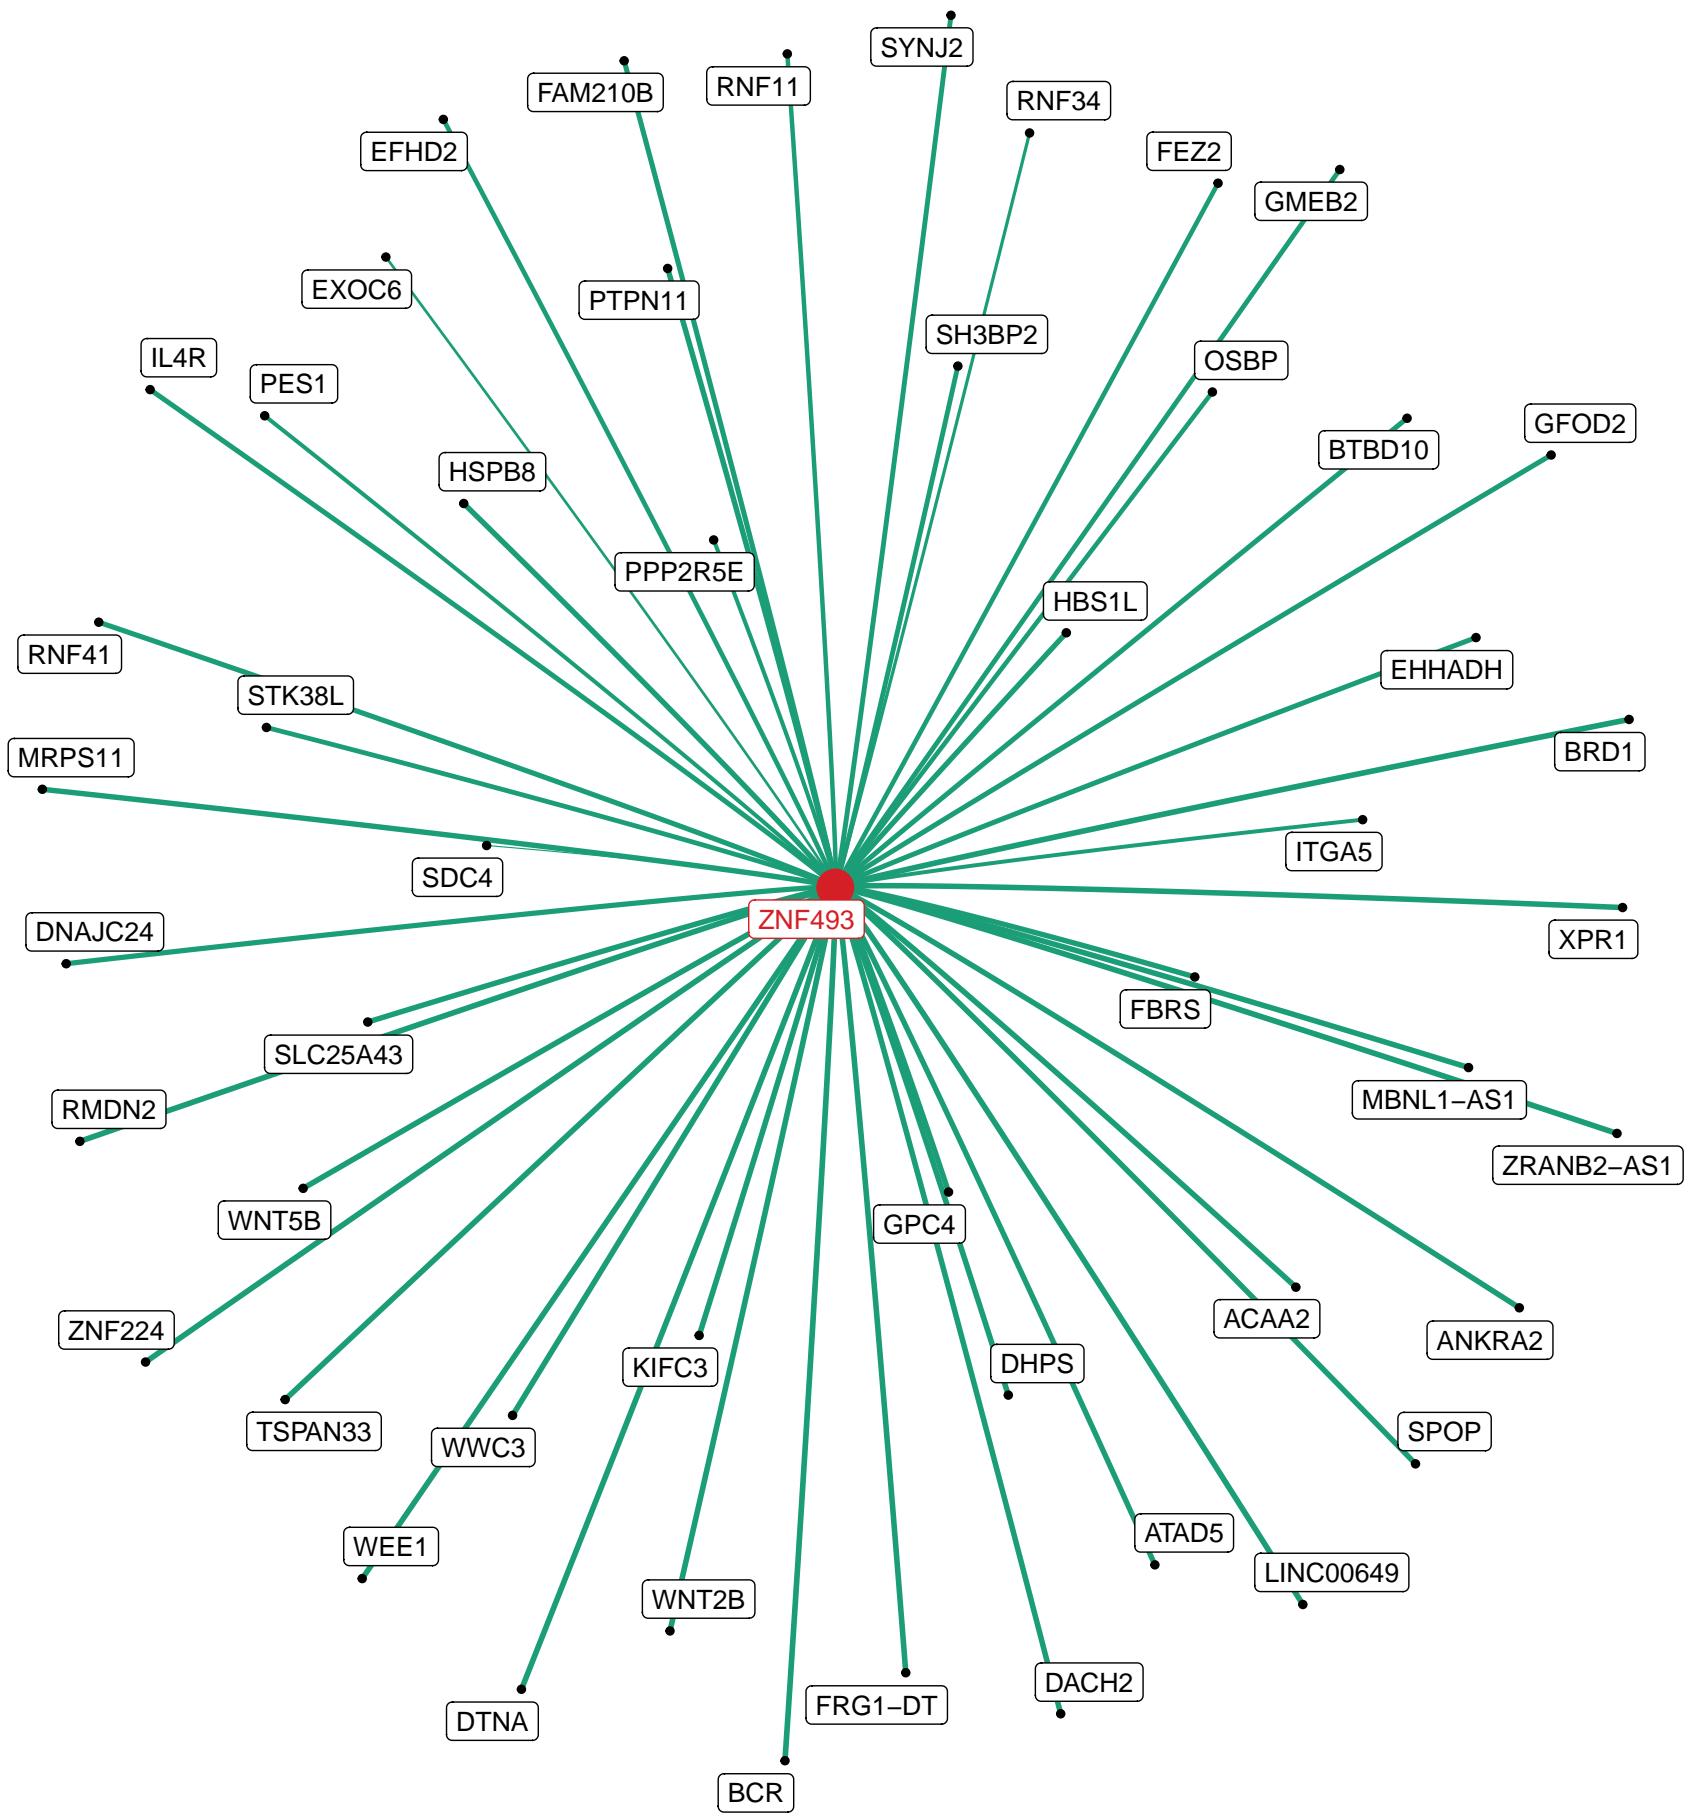 SYNJ2
RNF11
FAM210B
RNF34
EFHD2
FEZ2
GMEB2
EXOC6
PTPN11
SH3BP2
IL4R
OSBP
PES1
GFOD2
BTBD10
HSPB8
PPP2R5E
HBS1L
RNF41
EHHADH
STK38L
BRD1
MRPS11
ITGA5
SDC4
ZNF493
DNAJC24
XPR1
FBRS
SLC25A43
MBNL1−AS1
RMDN2
ZRANB2−AS1
WNT5B
GPC4
ACAA2
ZNF224
ANKRA2
DHPS
KIFC3
TSPAN33
SPOP
WWC3
ATAD5
WEE1
LINC00649
WNT2B
DACH2
FRG1−DT
DTNA
BCR